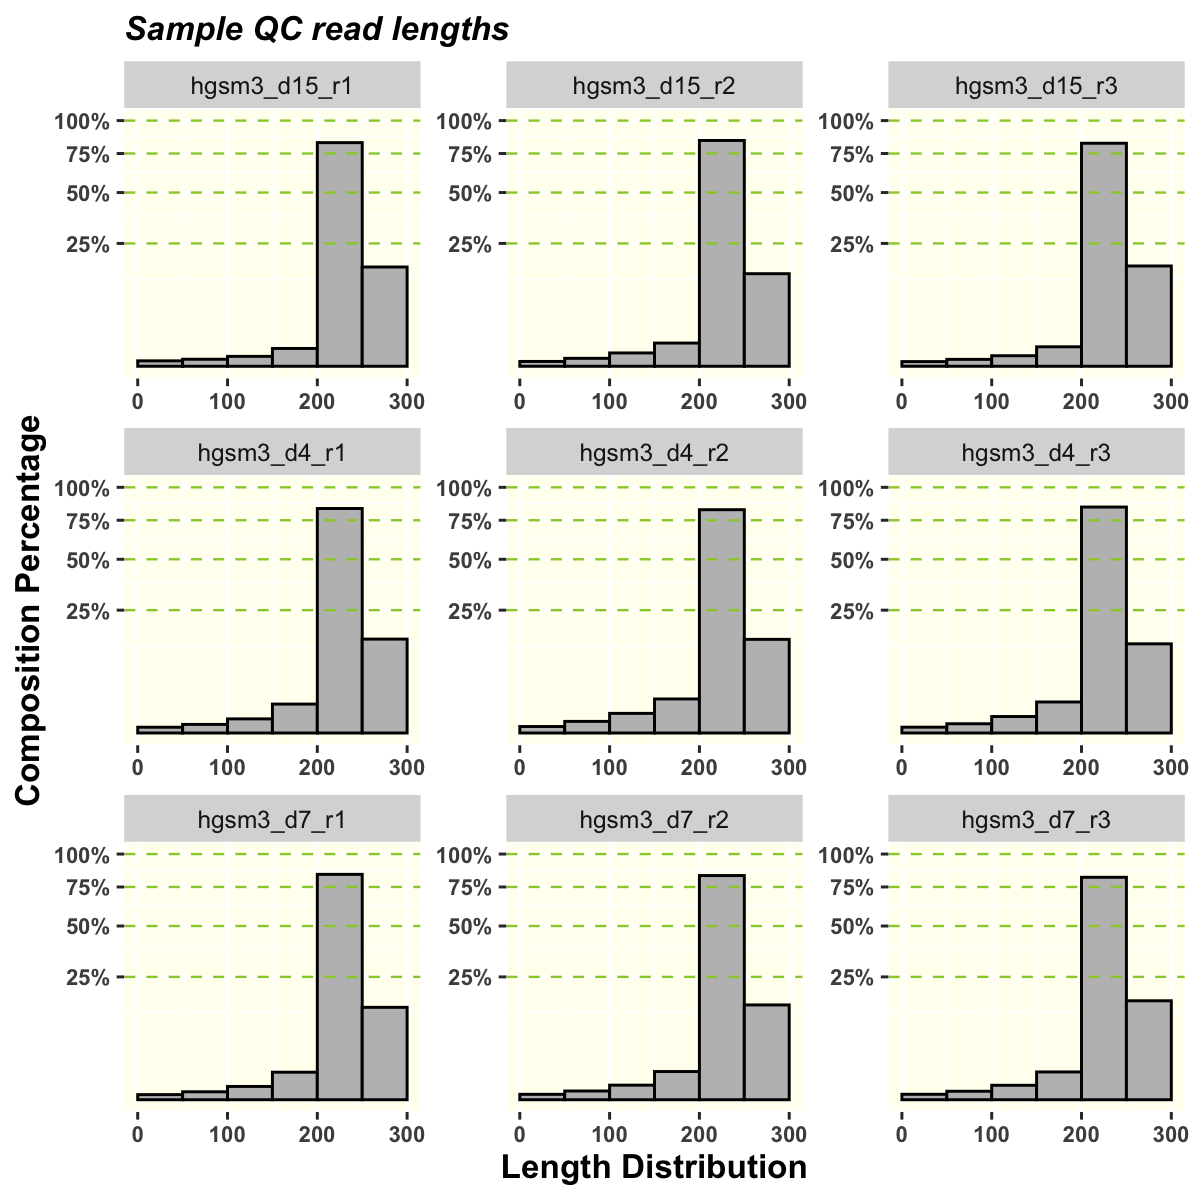 Sample QC read lengths
hgsm3_d15_r1 hgsm3_d15_r2 hgsm3_d15_r3
100% 100% 100%
75% 75% 75%
50% 50% 50%
25% 25% 25%
0 100 200 300 0 100 200 300 0 100 200 300
hgsm3_d4_r1 hgsm3_d4_r2 hgsm3_d4_r3
100% 100% 100%
75% 75% 75%
50% 50% 50%
25% 25% 25%
0 100 200 300 0 100 200 300 0 100 200 300
hgsm3_d7_r1 hgsm3_d7_r2 hgsm3_d7_r3
100% 100% 100%
75% 75% 75%
50% 50% 50%
25% 25% 25%
0 100 200 300 0 100 200 300 0 100 200 300
Composition Percentage
Length Distribution